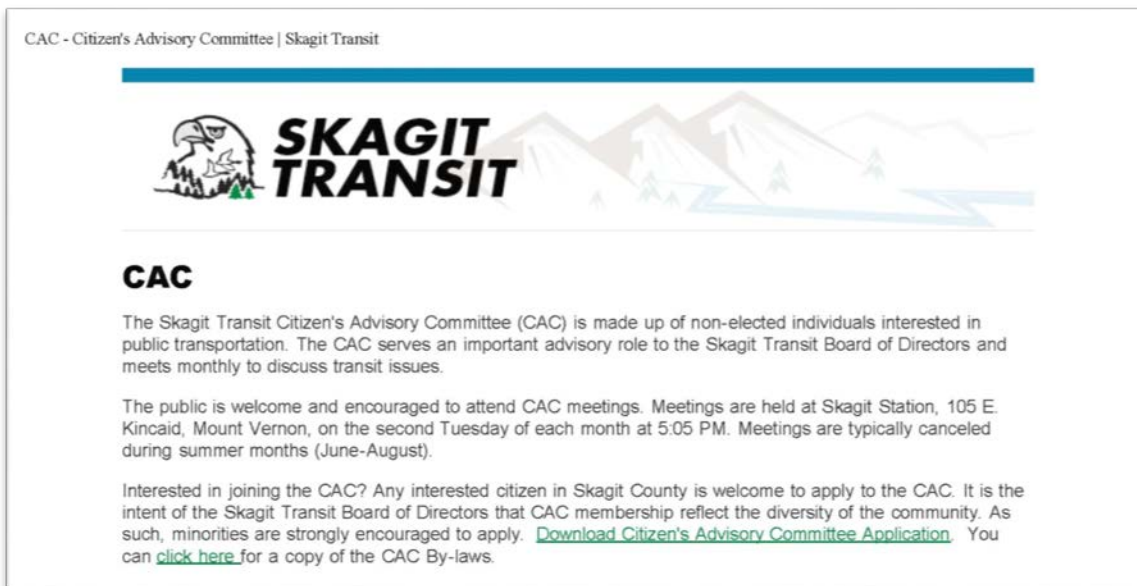 CAC - Citizen's Advisory Committee | Skagit Transit
SKAGIT
TRANSIT
CAC
The Skagit Transit Citizen's Advisory Committee (CAC) is made up of non-elected individuals interested in
public transportation. The CAC serves an important advisory role to the Skagit Transit Board of Directors and
meets monthly to discuss transit issues.
The public is welcome and encouraged to attend CAC meetings. Meetings are held at Skagit Station, 105 E.
Kincaid, Mount Vernon, on the second Tuesday of each month at 5:05 PM. Meetings are typically canceled
during summer months (June-August).
Interested in joining the CAC? Any interested citizen in Skagit County is welcome to apply to the CAC. It is the
intent of the Skagit Transit Board of Directors that CAC membership reflect the diversity of the community. As
such, minorities are strongly encouraged to apply. Download Citizen's Advisory Committee Application. You
can click here for a copy of the CAC By-laws.